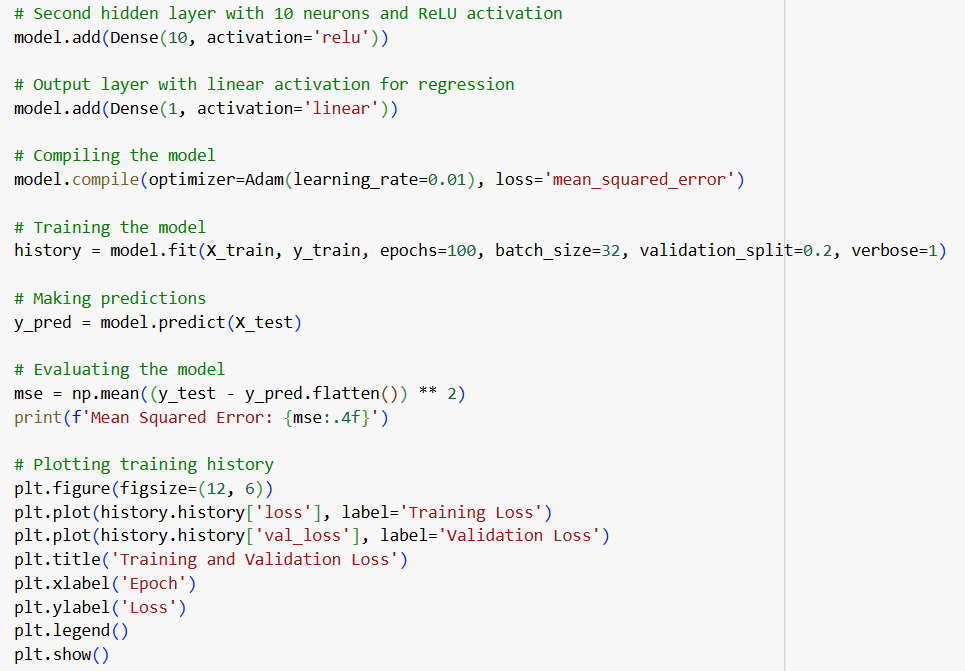 # Second hidden layer with 10 neurons and ReLU activation
model.add(Dense(10, activation='relu'))
# Output layer with linear activation for regression
model.add(Dense(1, activation='linear'))
# Compiling the model
model.compile(optimizer=Adam(learning_rate=0.01), loss='mean_squared_error')
# Training the model
history = model.fit(X_train, y_train, epochs=100, batch_size=32, validation_split=0.2, verbose=1)
# Making predictions
y_pred = model.predict(X_test)
# Evaluating the model
mse = np.mean((y_test - y_pred.flatten()) ** 2)
print(f'Mean Squared Error: {mse:.4f}')
# Plotting training history
plt.figure(figsize=(12, 6))
plt.plot(history.history['loss'], label='Training Loss')
plt.plot(history.history['val_loss'], label='Validation Loss')
plt.title('Training and Validation Loss')
plt.xlabel('Epoch')
plt.ylabel('Loss')
plt.legend()
plt.show()